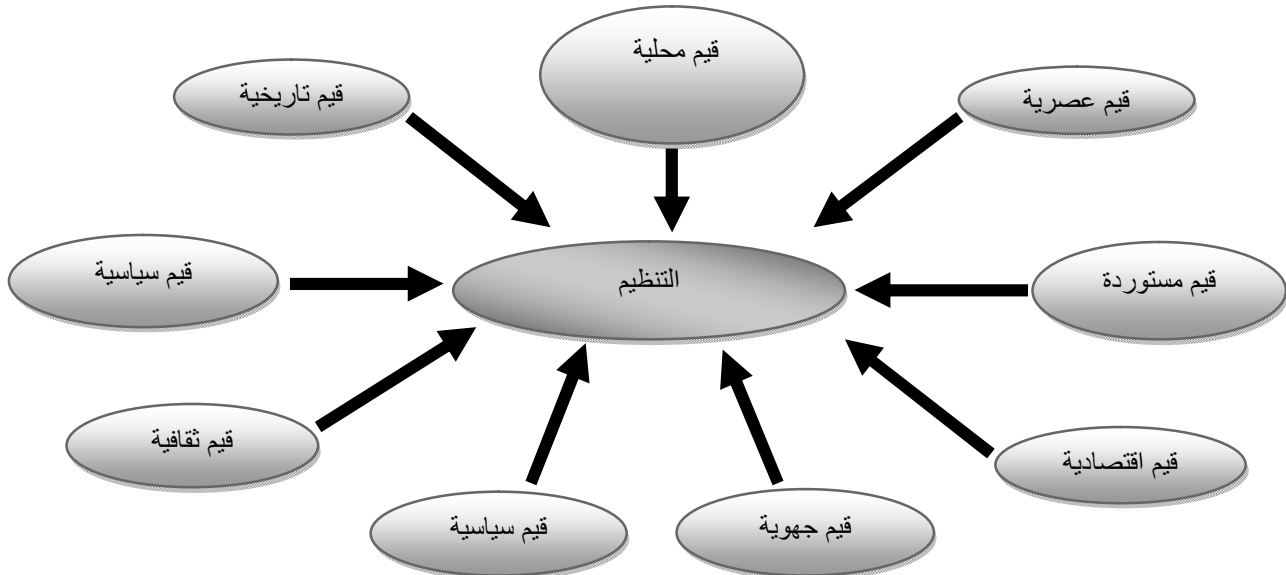 قيم محلية
قيم عصرية
قيم تاريخية
قيم مستوردة
التنظيم
قيم سياسية
قيم اقتصادية
قيم ثقافية
قيم جهوية
قيم سياسية